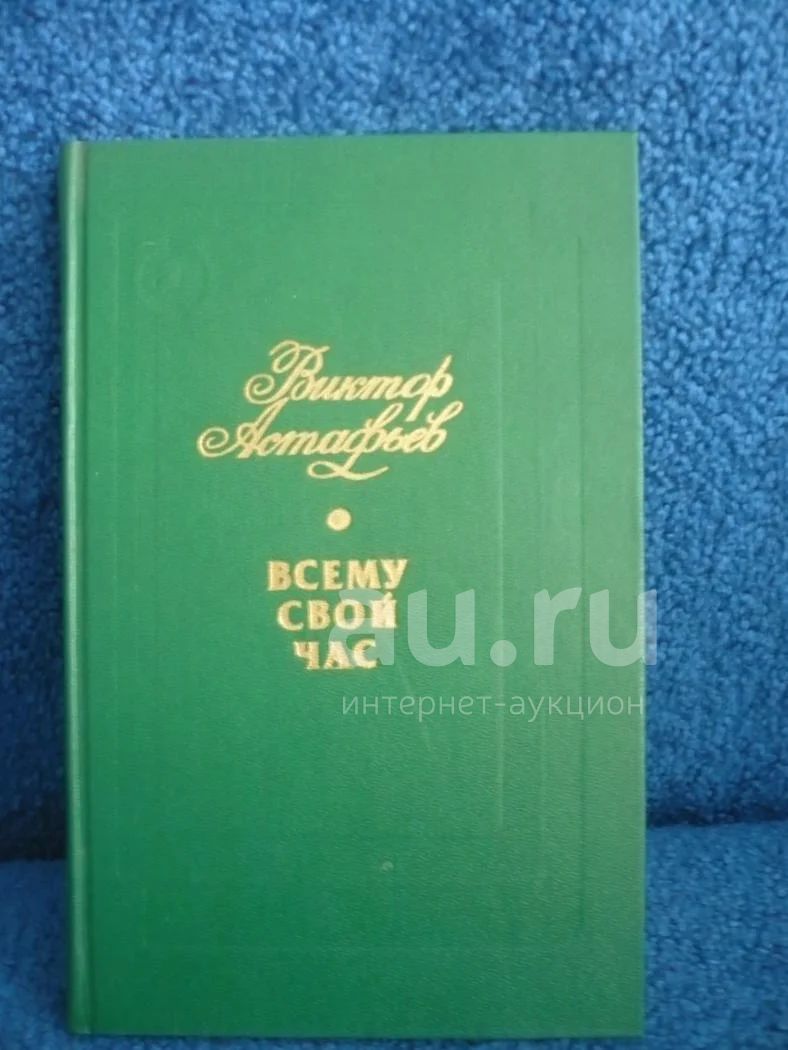 Виктор
Астафьев
ВСЕМУ
СВОЙ
ЧАС
au.ru
интернет-аукцион